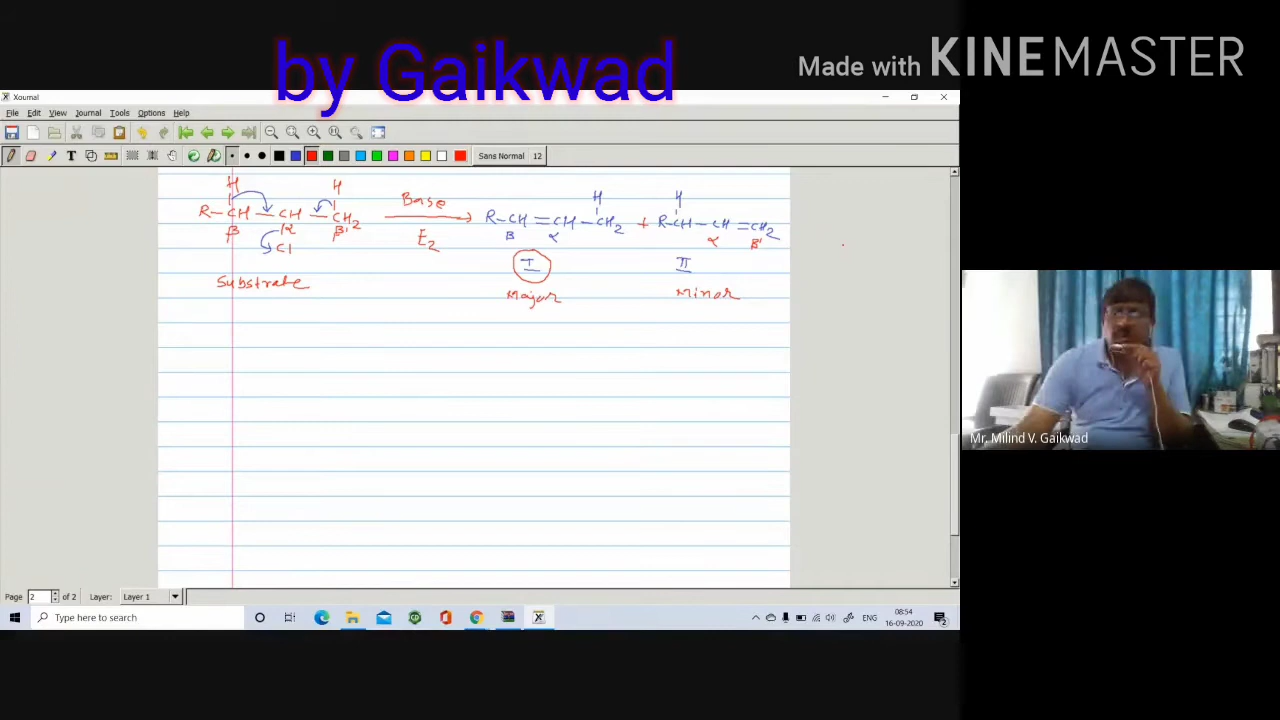 by Gaikwad
Made with KINEMASTER
Xournal
File Edit View Journal Tools Options Help
Sans Normal 12
H H
R-CH-CH-CH2
β α β'
Cl
Substrate
Base
E2
H
R-CH=CH-CH2
β α
I
Major
+
H
R-CH-CH=CH2
α β'
II
Minor
Mr. Milind V. Gaikwad
Page 2 of 2 Layer: Layer 1
Type here to search
ENG
08:54
16-09-2020
2